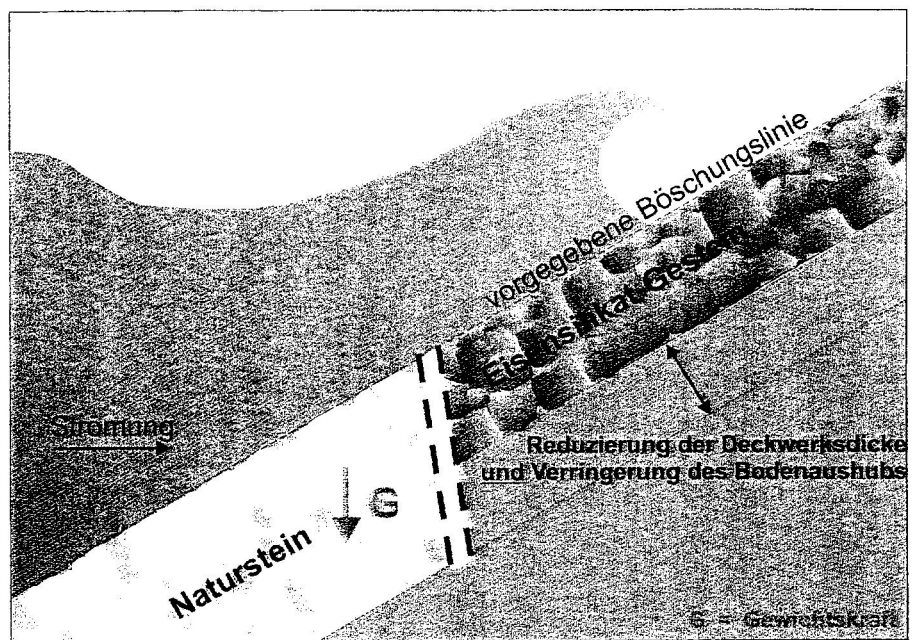 vorgegebene Böschungslinie
Eisensilikat-Gestein
Strömung
Reduzierung der Deckwerksdicke
und Verringerung des Bodenaushubs
G
Naturstein
G = Gewichtskraft